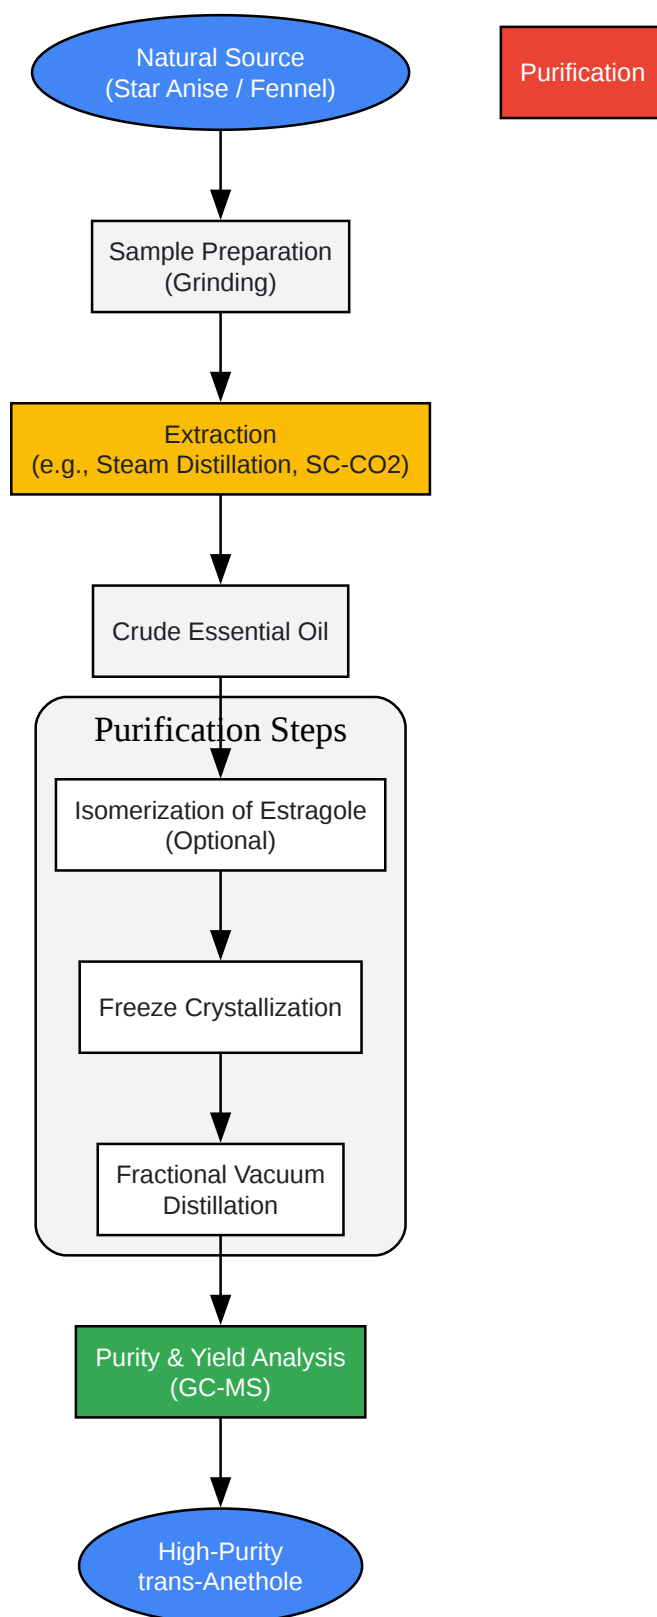 Natural Source
(Star Anise / Fennel)
Purification
Sample Preparation
(Grinding)
Extraction
(e.g., Steam Distillation, SC-CO2)
Crude Essential Oil
Purification Steps
Isomerization of Estragole
(Optional)
Freeze Crystallization
Fractional Vacuum
Distillation
Purity & Yield Analysis
(GC-MS)
High-Purity
trans-Anethole